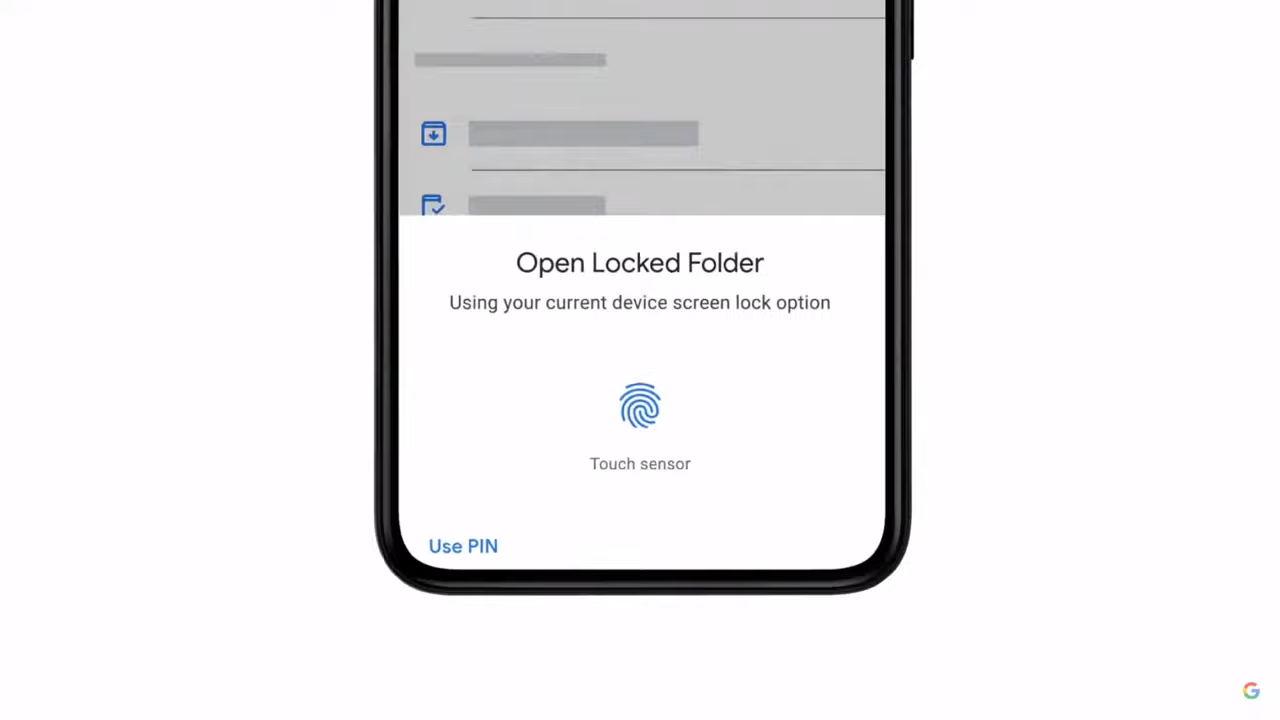 Open Locked Folder
Using your current device screen lock option
Touch sensor
Use PIN